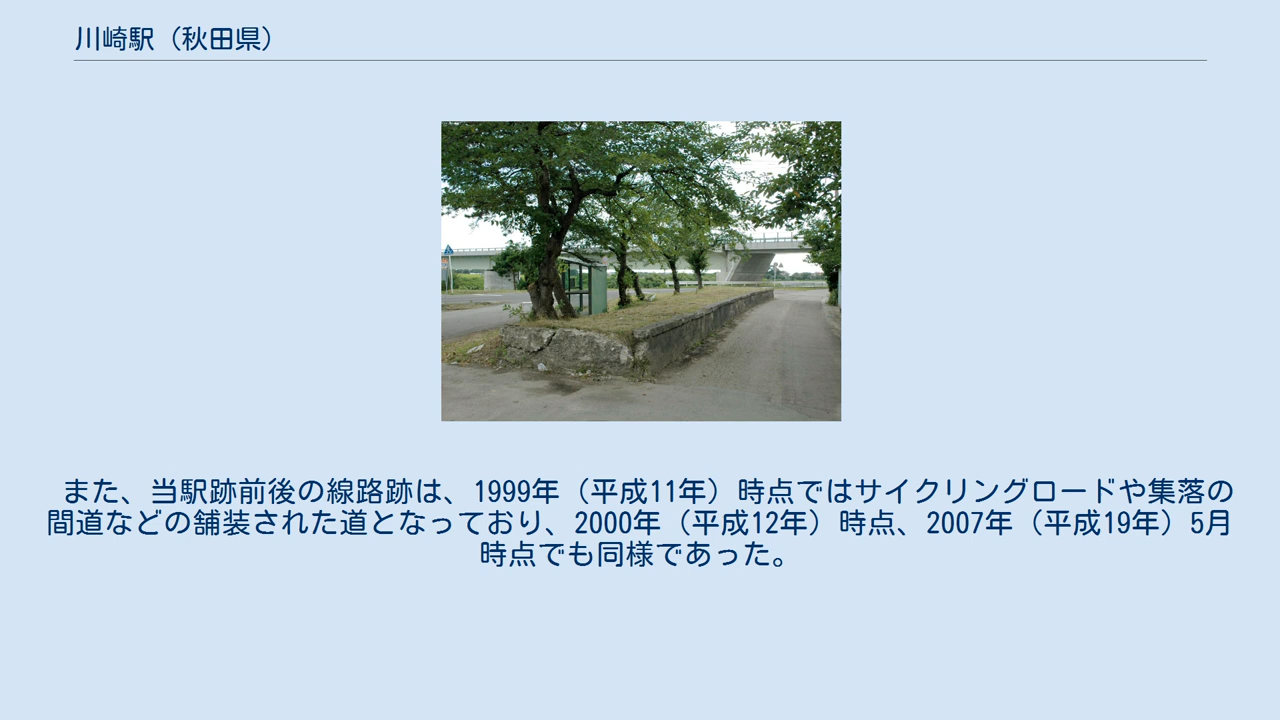 川崎駅（秋田県）
また、当駅跡前後の線路跡は、1999年（平成11年）時点ではサイクリングロードや集落の
間道などの舗装された道となっており、2000年（平成12年）時点、2007年（平成19年）5月
時点でも同様であった。